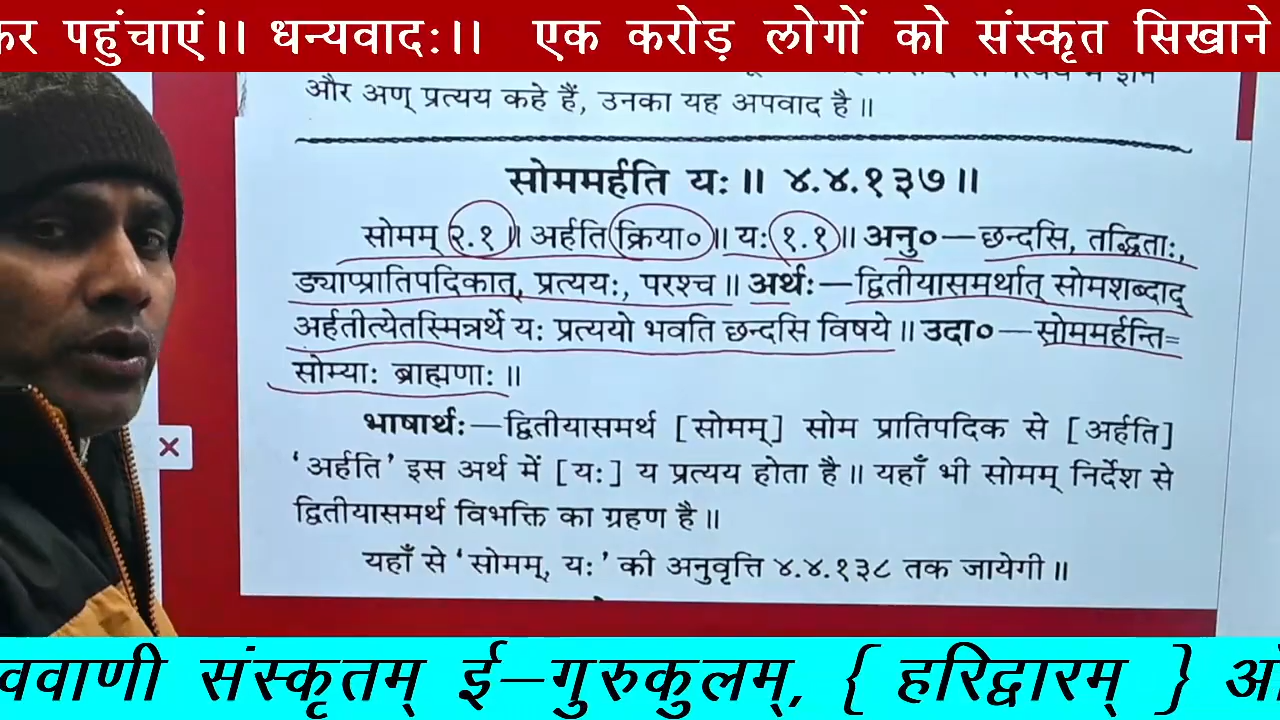 कर पहुंचाएं।। धन्यवादः।। एक करोड़ लोगों को संस्कृत सिखाने
और अण् प्रत्यय कहे हैं, उनका यह अपवाद है॥
सोममर्हति यः॥ ४.४.१३७॥
सोमम् २.१॥ अर्हति क्रिया०॥ यः १.१॥ अनु०—छन्दसि, तद्धिताः,
ङ्याप्प्रातिपदिकात्, प्रत्ययः, परश्च॥ अर्थः—द्वितीयासमर्थात् सोमशब्दाद्
अर्हतीत्येतस्मिन्नर्थे यः प्रत्ययो भवति छन्दसि विषये॥ उदा०—सोममर्हन्ति=
सोम्याः ब्राह्मणाः॥
भाषार्थः—द्वितीयासमर्थ [सोमम्] सोम प्रातिपदिक से [अर्हति]
‘अर्हति’ इस अर्थ में [यः] य प्रत्यय होता है॥ यहाँ भी सोमम् निर्देश से
द्वितीयासमर्थ विभक्ति का ग्रहण है॥
यहाँ से ‘सोमम्, यः’ की अनुवृत्ति ४.४.१३८ तक जायेगी॥
ववाणी संस्कृतम् ई–गुरुकुलम्, { हरिद्वारम् }